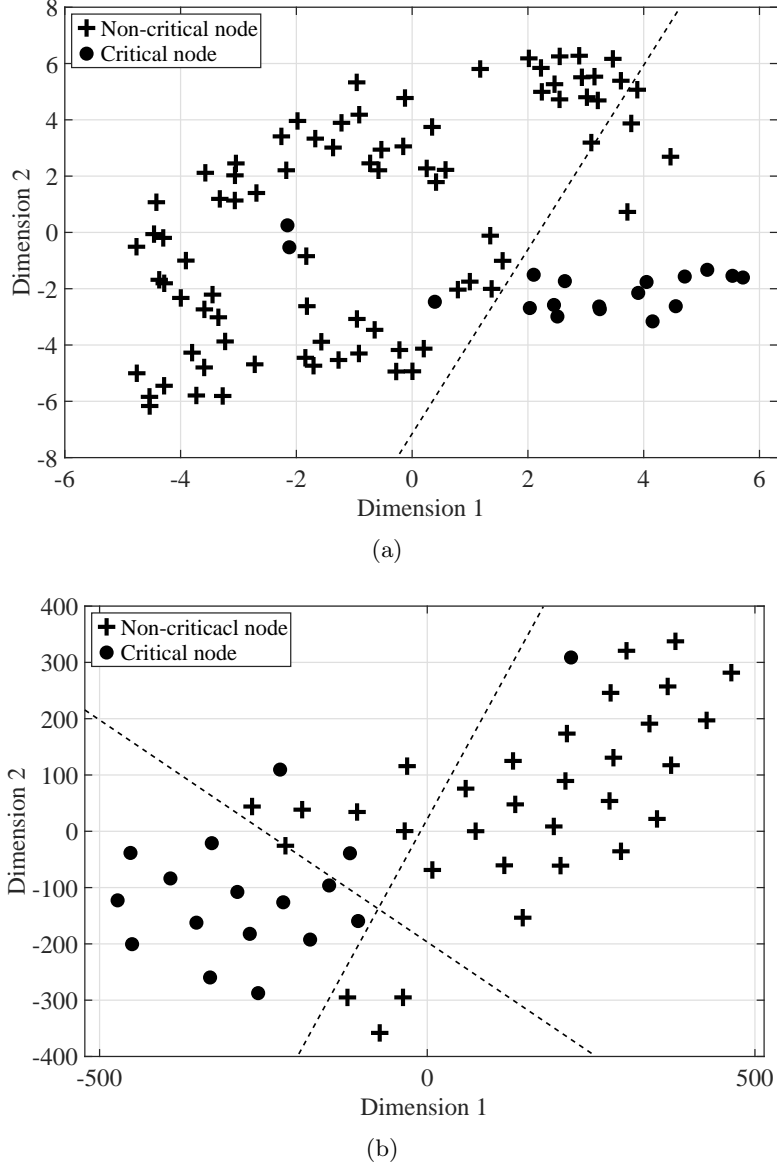 8
Non-critical node
Critical node
6
4
2
0
-2
-4
-6
-8
Dimension 2
-6 -4 -2 0 2 4 6
Dimension 1
(a)
400
Non-criticacl node
Critical node
300
200
100
0
-100
-200
-300
-400
Dimension 2
-500 0 500
Dimension 1
(b)